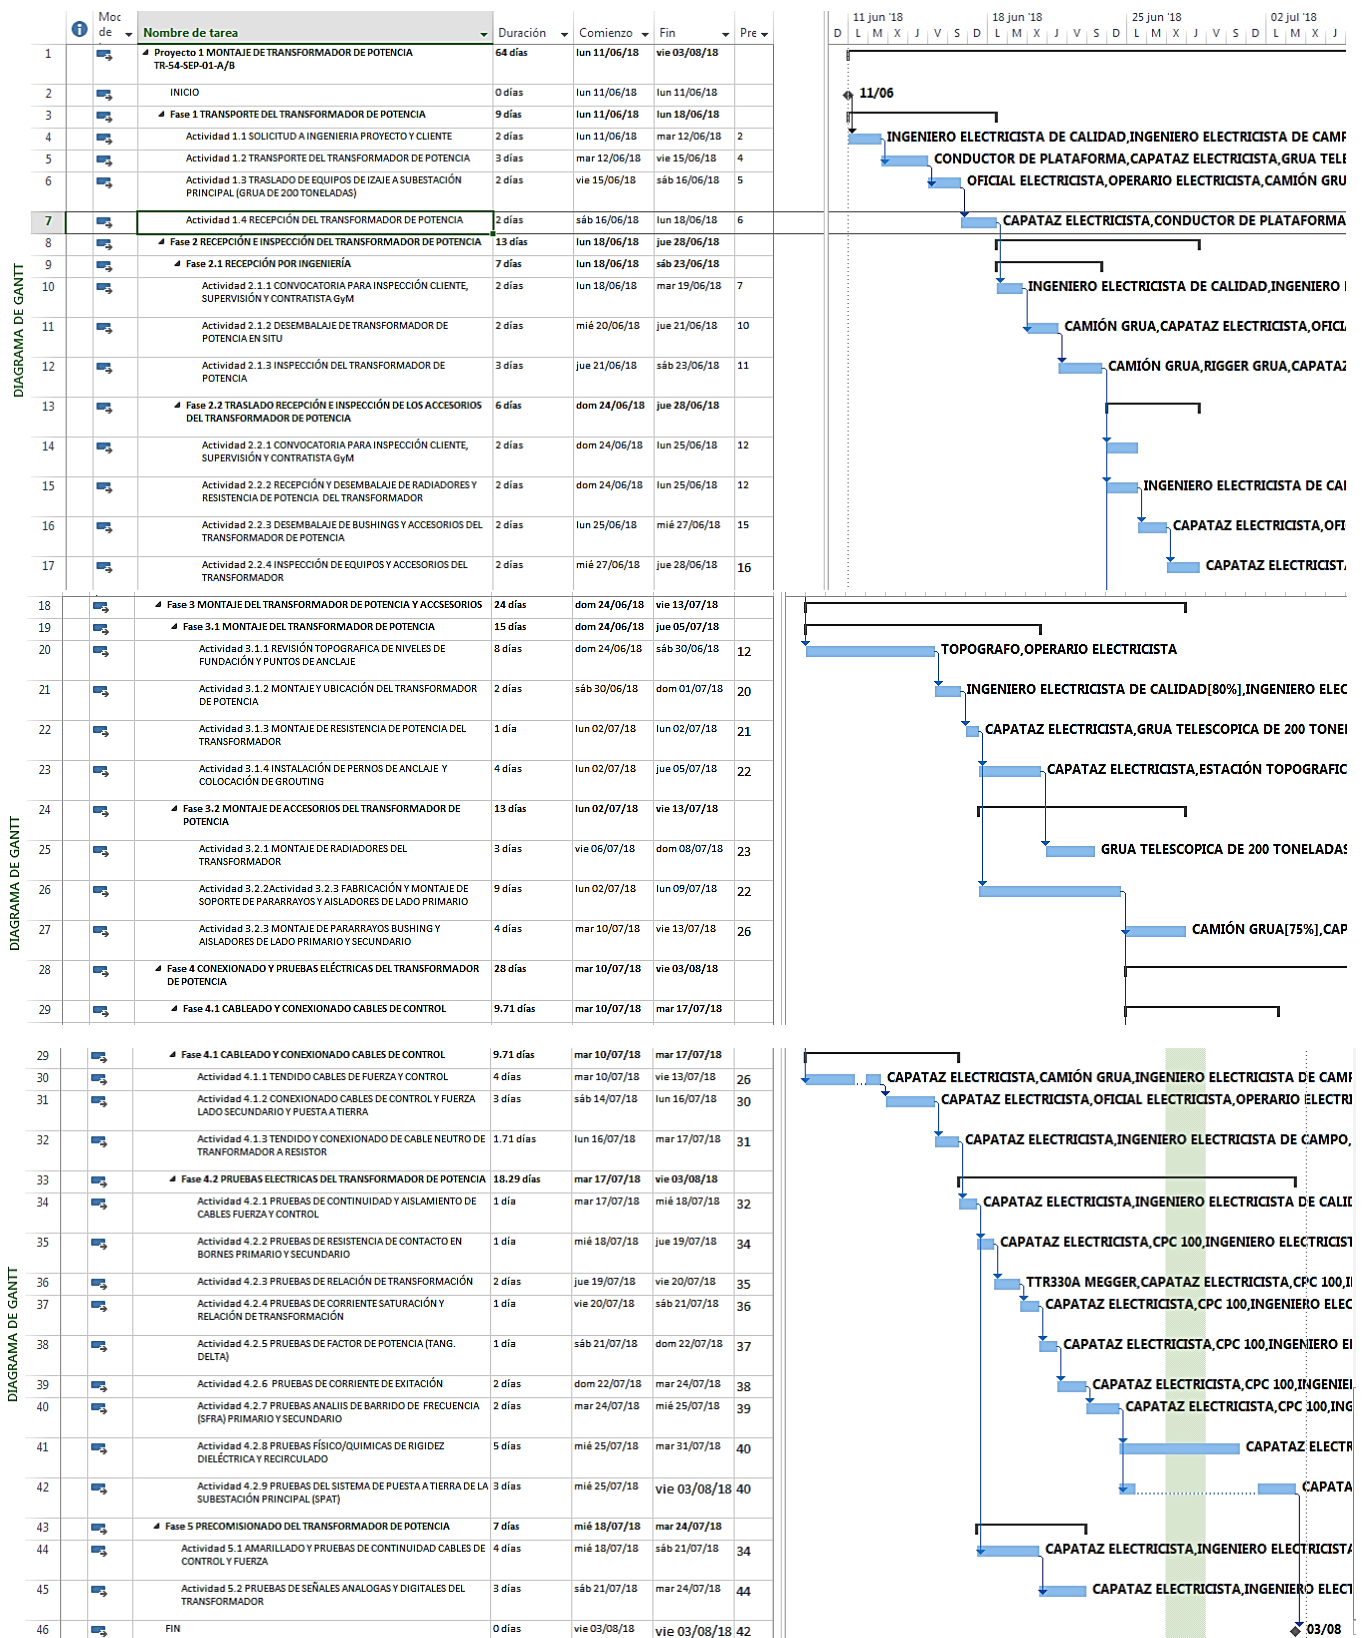 Moc de Nombre de tarea Duración Comienzo Fin Pre
11 jun '18 18 jun '18 25 jun '18 02 jul '18
D L M X J V S D L M X J V S D L M X J V S D L M X J
1 Proyecto 1 MONTAJE DE TRANSFORMADOR DE POTENCIA 64 días lun 11/06/18 vie 03/08/18
TR-54-SEP-01-A/B
2 INICIO 0 días lun 11/06/18 lun 11/06/18 11/06
3 Fase 1 TRANSPORTE DEL TRANSFORMADOR DE POTENCIA 9 días lun 11/06/18 lun 18/06/18
4 Actividad 1.1 SOLICITUD A INGENIERIA PROYECTO Y CLIENTE 2 días lun 11/06/18 mar 12/06/18 2 INGENIERO ELECTRICISTA DE CALIDAD,INGENIERO ELECTRICISTA DE CAMP
5 Actividad 1.2 TRANSPORTE DEL TRANSFORMADOR DE POTENCIA 3 días mar 12/06/18 vie 15/06/18 4 CONDUCTOR DE PLATAFORMA,CAPATAZ ELECTRICISTA,GRUA TELE
6 Actividad 1.3 TRASLADO DE EQUIPOS DE IZAJE A SUBESTACIÓN 2 días vie 15/06/18 sáb 16/06/18 5 OFICIAL ELECTRICISTA,OPERARIO ELECTRICISTA,CAMIÓN GRU
PRINCIPAL (GRUA DE 200 TONELADAS)
7 Actividad 1.4 RECEPCIÓN DEL TRANSFORMADOR DE POTENCIA 2 días sáb 16/06/18 lun 18/06/18 6 CAPATAZ ELECTRICISTA,CONDUCTOR DE PLATAFORMA
8 Fase 2 RECEPCIÓN E INSPECCIÓN DEL TRANSFORMADOR DE POTENCIA 13 días lun 18/06/18 jue 28/06/18
9 Fase 2.1 RECEPCIÓN POR INGENIERÍA 7 días lun 18/06/18 sáb 23/06/18
10 Actividad 2.1.1 CONVOCATORIA PARA INSPECCIÓN CLIENTE, 2 días lun 18/06/18 mar 19/06/18 7 INGENIERO ELECTRICISTA DE CALIDAD,INGENIERO
SUPERVISIÓN Y CONTRATISTA GyM
11 Actividad 2.1.2 DESEMBALAJE DE TRANSFORMADOR DE 2 días mié 20/06/18 jue 21/06/18 10 CAMIÓN GRUA,CAPATAZ ELECTRICISTA,OFICI
POTENCIA EN SITU
12 Actividad 2.1.3 INSPECCIÓN DEL TRANSFORMADOR DE 3 días jue 21/06/18 sáb 23/06/18 11 CAMIÓN GRUA,RIGGER GRUA,CAPATAZ
POTENCIA
13 Fase 2.2 TRASLADO RECEPCIÓN E INSPECCIÓN DE LOS ACCESORIOS 6 días dom 24/06/18 jue 28/06/18
DEL TRANSFORMADOR DE POTENCIA
14 Actividad 2.2.1 CONVOCATORIA PARA INSPECCIÓN CLIENTE, 2 días dom 24/06/18 lun 25/06/18 12
SUPERVISIÓN Y CONTRATISTA GyM
15 Actividad 2.2.2 RECEPCIÓN Y DESEMBALAJE DE RADIADORES Y 2 días dom 24/06/18 lun 25/06/18 12 INGENIERO ELECTRICISTA DE CAI
RESISTENCIA DE POTENCIA DEL TRANSFORMADOR
16 Actividad 2.2.3 DESEMBALAJE DE BUSHINGS Y ACCESORIOS DEL 2 días lun 25/06/18 mié 27/06/18 15 CAPATAZ ELECTRICISTA,OFI
TRANSFORMADOR DE POTENCIA
17 Actividad 2.2.4 INSPECCIÓN DE EQUIPOS Y ACCESORIOS DEL 2 días mié 27/06/18 jue 28/06/18 16 CAPATAZ ELECTRICIST
TRANSFORMADOR
DIAGRAMA DE GANTT
18 Fase 3 MONTAJE DEL TRANSFORMADOR DE POTENCIA Y ACCSESORIOS 24 días dom 24/06/18 vie 13/07/18
19 Fase 3.1 MONTAJE DEL TRANSFORMADOR DE POTENCIA 15 días dom 24/06/18 jue 05/07/18
20 Actividad 3.1.1 REVISIÓN TOPOGRAFICA DE NIVELES DE 8 días dom 24/06/18 sáb 30/06/18 12 TOPOGRAFO,OPERARIO ELECTRICISTA
FUNDACIÓN Y PUNTOS DE ANCLAJE
21 Actividad 3.1.2 MONTAJE Y UBICACIÓN DEL TRANSFORMADOR 2 días sáb 30/06/18 dom 01/07/18 20 INGENIERO ELECTRICISTA DE CALIDAD[80%],INGENIERO ELEC
DE POTENCIA
22 Actividad 3.1.3 MONTAJE DE RESISTENCIA DE POTENCIA DEL 1 día lun 02/07/18 lun 02/07/18 21 CAPATAZ ELECTRICISTA,GRUA TELESCOPICA DE 200 TONEI
TRANSFORMADOR
23 Actividad 3.1.4 INSTALACIÓN DE PERNOS DE ANCLAJE Y 4 días lun 02/07/18 jue 05/07/18 22 CAPATAZ ELECTRICISTA,ESTACIÓN TOPOGRAFIC
COLOCACIÓN DE GROUTING
24 Fase 3.2 MONTAJE DE ACCESORIOS DEL TRANSFORMADOR DE 13 días lun 02/07/18 vie 13/07/18
POTENCIA
25 Actividad 3.2.1 MONTAJE DE RADIADORES DEL 3 días vie 06/07/18 dom 08/07/18 23 GRUA TELESCOPICA DE 200 TONELADAS
TRANSFORMADOR
26 Actividad 3.2.2Actividad 3.2.3 FABRICACIÓN Y MONTAJE DE 9 días lun 02/07/18 lun 09/07/18 22
SOPORTE DE PARARRAYOS Y AISLADORES DE LADO PRIMARIO
27 Actividad 3.2.3 MONTAJE DE PARARRAYOS BUSHING Y 4 días mar 10/07/18 vie 13/07/18 26 CAMIÓN GRUA[75%],CAP
AISLADORES DE LADO PRIMARIO Y SECUNDARIO
28 Fase 4 CONEXIONADO Y PRUEBAS ELÉCTRICAS DEL TRANSFORMADOR 28 días mar 10/07/18 vie 03/08/18
DE POTENCIA
29 Fase 4.1 CABLEADO Y CONEXIONADO CABLES DE CONTROL 9.71 días mar 10/07/18 mar 17/07/18
DIAGRAMA DE GANTT
29 Fase 4.1 CABLEADO Y CONEXIONADO CABLES DE CONTROL 9.71 días mar 10/07/18 mar 17/07/18
30 Actividad 4.1.1 TENDIDO CABLES DE FUERZA Y CONTROL 4 días mar 10/07/18 vie 13/07/18 26 CAPATAZ ELECTRICISTA,CAMIÓN GRUA,INGENIERO ELECTRICISTA DE CAMI
31 Actividad 4.1.2 CONEXIONADO CABLES DE CONTROL Y FUERZA 3 días sáb 14/07/18 lun 16/07/18 30 CAPATAZ ELECTRICISTA,OFICIAL ELECTRICISTA,OPERARIO ELECTRI
LADO SECUNDARIO Y PUESTA A TIERRA
32 Actividad 4.1.3 TENDIDO Y CONEXIONADO DE CABLE NEUTRO DE 1.71 días lun 16/07/18 mar 17/07/18 31 CAPATAZ ELECTRICISTA,INGENIERO ELECTRICISTA DE CAMPO,
TRANFORMADOR A RESISTOR
33 Fase 4.2 PRUEBAS ELECTRICAS DEL TRANSFORMADOR DE POTENCIA 18.29 días mar 17/07/18 vie 03/08/18
34 Actividad 4.2.1 PRUEBAS DE CONTINUIDAD Y AISLAMIENTO DE 1 día mar 17/07/18 mié 18/07/18 32 CAPATAZ ELECTRICISTA,INGENIERO ELECTRICISTA DE CALII
CABLES FUERZA Y CONTROL
35 Actividad 4.2.2 PRUEBAS DE RESISTENCIA DE CONTACTO EN 1 día mié 18/07/18 jue 19/07/18 34 CAPATAZ ELECTRICISTA,CPC 100,INGENIERO ELECTRICIST
BORNES PRIMARIO Y SECUNDARIO
36 Actividad 4.2.3 PRUEBAS DE RELACIÓN DE TRANSFORMACIÓN 2 días jue 19/07/18 vie 20/07/18 35 TTR330A MEGGER,CAPATAZ ELECTRICISTA,CPC 100,I
37 Actividad 4.2.4 PRUEBAS DE CORRIENTE SATURACIÓN Y 1 día vie 20/07/18 sáb 21/07/18 36 CAPATAZ ELECTRICISTA,CPC 100,INGENIERO ELEC
RELACIÓN DE TRANSFORMACIÓN
38 Actividad 4.2.5 PRUEBAS DE FACTOR DE POTENCIA (TANG. 1 día sáb 21/07/18 dom 22/07/18 37 CAPATAZ ELECTRICISTA,CPC 100,INGENIERO EI
DELTA)
39 Actividad 4.2.6 PRUEBAS DE CORRIENTE DE EXITACIÓN 2 días dom 22/07/18 mar 24/07/18 38 CAPATAZ ELECTRICISTA,CPC 100,INGENIEI
40 Actividad 4.2.7 PRUEBAS ANALIIS DE BARRIDO DE FRECUENCIA 2 días mar 24/07/18 mié 25/07/18 39 CAPATAZ ELECTRICISTA,CPC 100,ING
(SFRA) PRIMARIO Y SECUNDARIO
41 Actividad 4.2.8 PRUEBAS FÍSICO/QUIMICAS DE RIGIDEZ 5 días mié 25/07/18 mar 31/07/18 40 CAPATAZ ELECTR
DIELÉCTRICA Y RECIRCULADO
42 Actividad 4.2.9 PRUEBAS DEL SISTEMA DE PUESTA A TIERRA DE LA 3 días mié 25/07/18 vie 03/08/18 40 CAPATA
SUBESTACIÓN PRINCIPAL (SPAT)
43 Fase 5 PRECOMISIONADO DEL TRANSFORMADOR DE POTENCIA 7 días mié 18/07/18 mar 24/07/18
44 Actividad 5.1 AMARILLADO Y PRUEBAS DE CONTINUIDAD CABLES DE 4 días mié 18/07/18 sáb 21/07/18 34 CAPATAZ ELECTRICISTA,INGENIERO ELECTRICISTA
CONTROL Y FUERZA
45 Actividad 5.2 PRUEBAS DE SEÑALES ANALOGAS Y DIGITALES DEL 3 días sáb 21/07/18 mar 24/07/18 44 CAPATAZ ELECTRICISTA,INGENIERO ELECT
TRANSFORMADOR
46 FIN 0 días vie 03/08/18 vie 03/08/18 42 03/08
DIAGRAMA DE GANTT